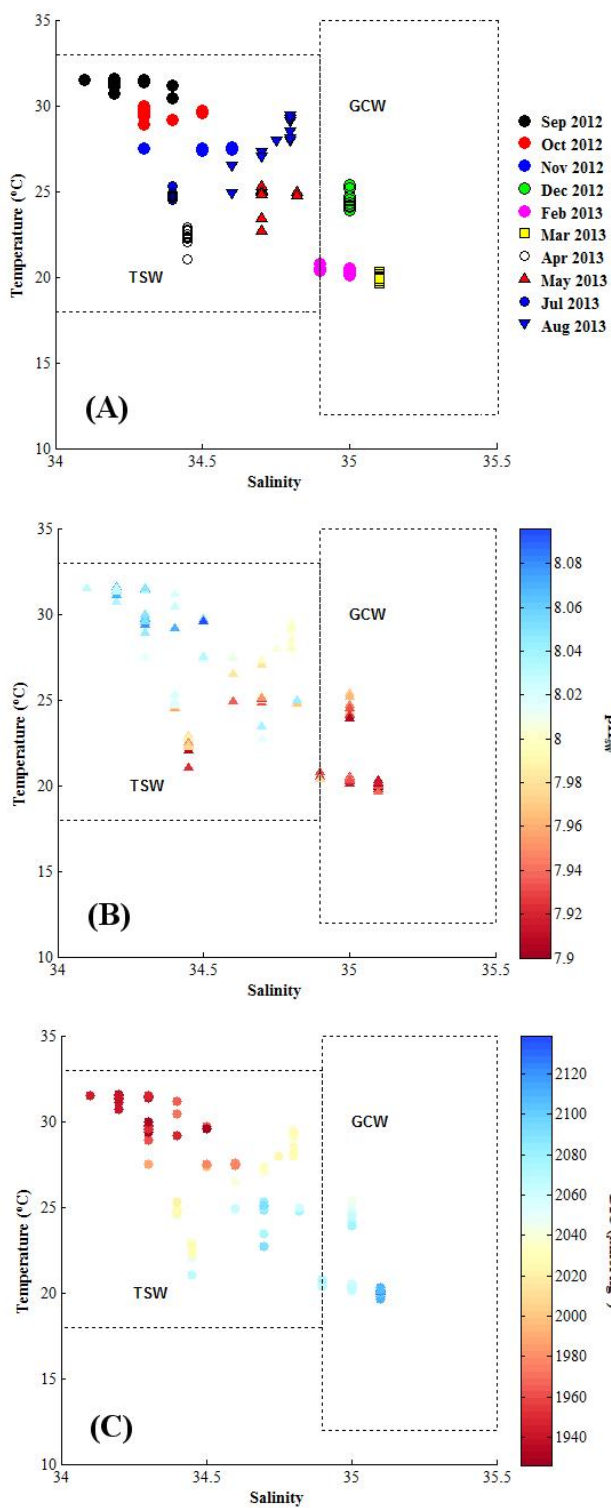 35
30
25
20
15
10
Temperature (°C)
34
34.5
35
35.5
Salinity
GCW
TSW
(A)
Sep 2012
Oct 2012
Nov 2012
Dec 2012
Feb 2013
Mar 2013
Apr 2013
May 2013
Jul 2013
Aug 2013
35
30
25
20
15
10
Temperature (°C)
34
34.5
35
35.5
Salinity
GCW
TSW
(B)
8.08
8.06
8.04
8.02
8
7.98
7.96
7.94
7.92
7.9
35
30
25
20
15
10
Temperature (°C)
34
34.5
35
35.5
Salinity
GCW
TSW
(C)
2120
2100
2080
2060
2040
2020
2000
1980
1960
1940